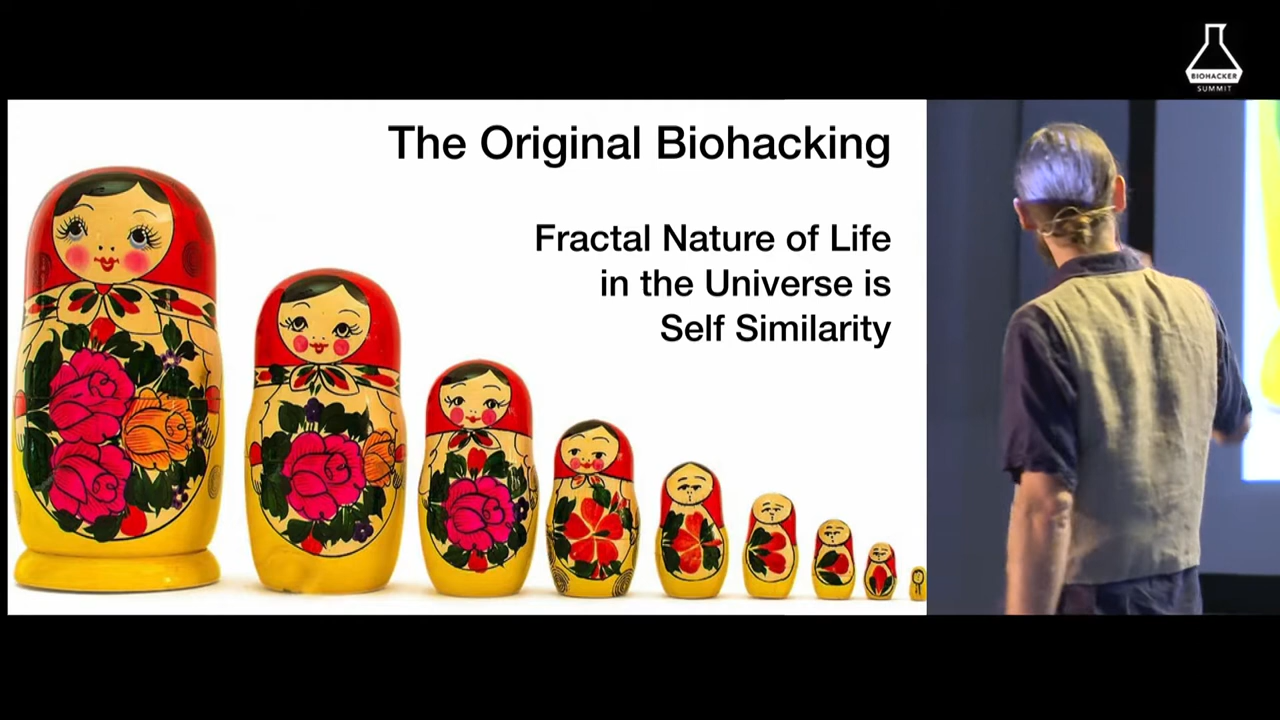 BIOHACKER
SUMMIT
The Original Biohacking
Fractal Nature of Life
in the Universe is
Self Similarity